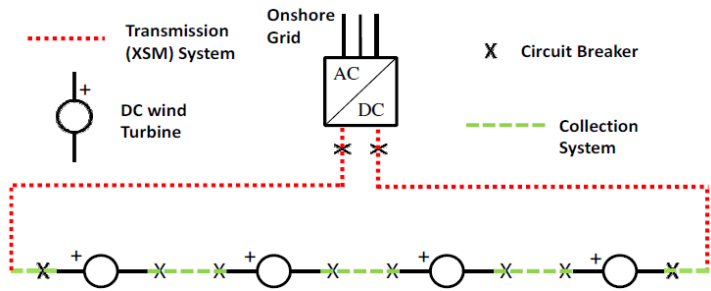 Transmission
(XSM) System
Onshore
Grid
AC
DC
X Circuit Breaker
+
DC wind
Turbine
Collection
System
+
+
+
+